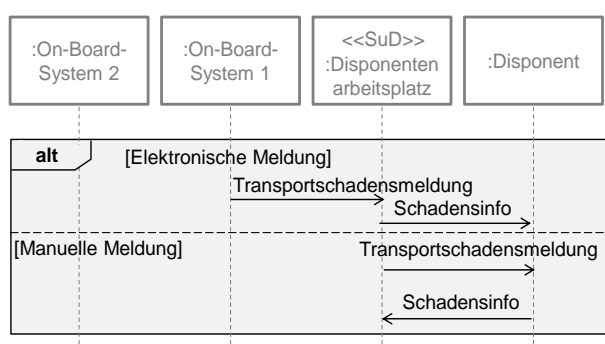 :On-Board-
System 2
:On-Board-
System 1
<<SuD>>
:Disponenten
arbeitsplatz
:Disponent
alt
[Elektronische Meldung]
Transportschadensmeldung
Schadensinfo
[Manuelle Meldung]
Transportschadensmeldung
Schadensinfo